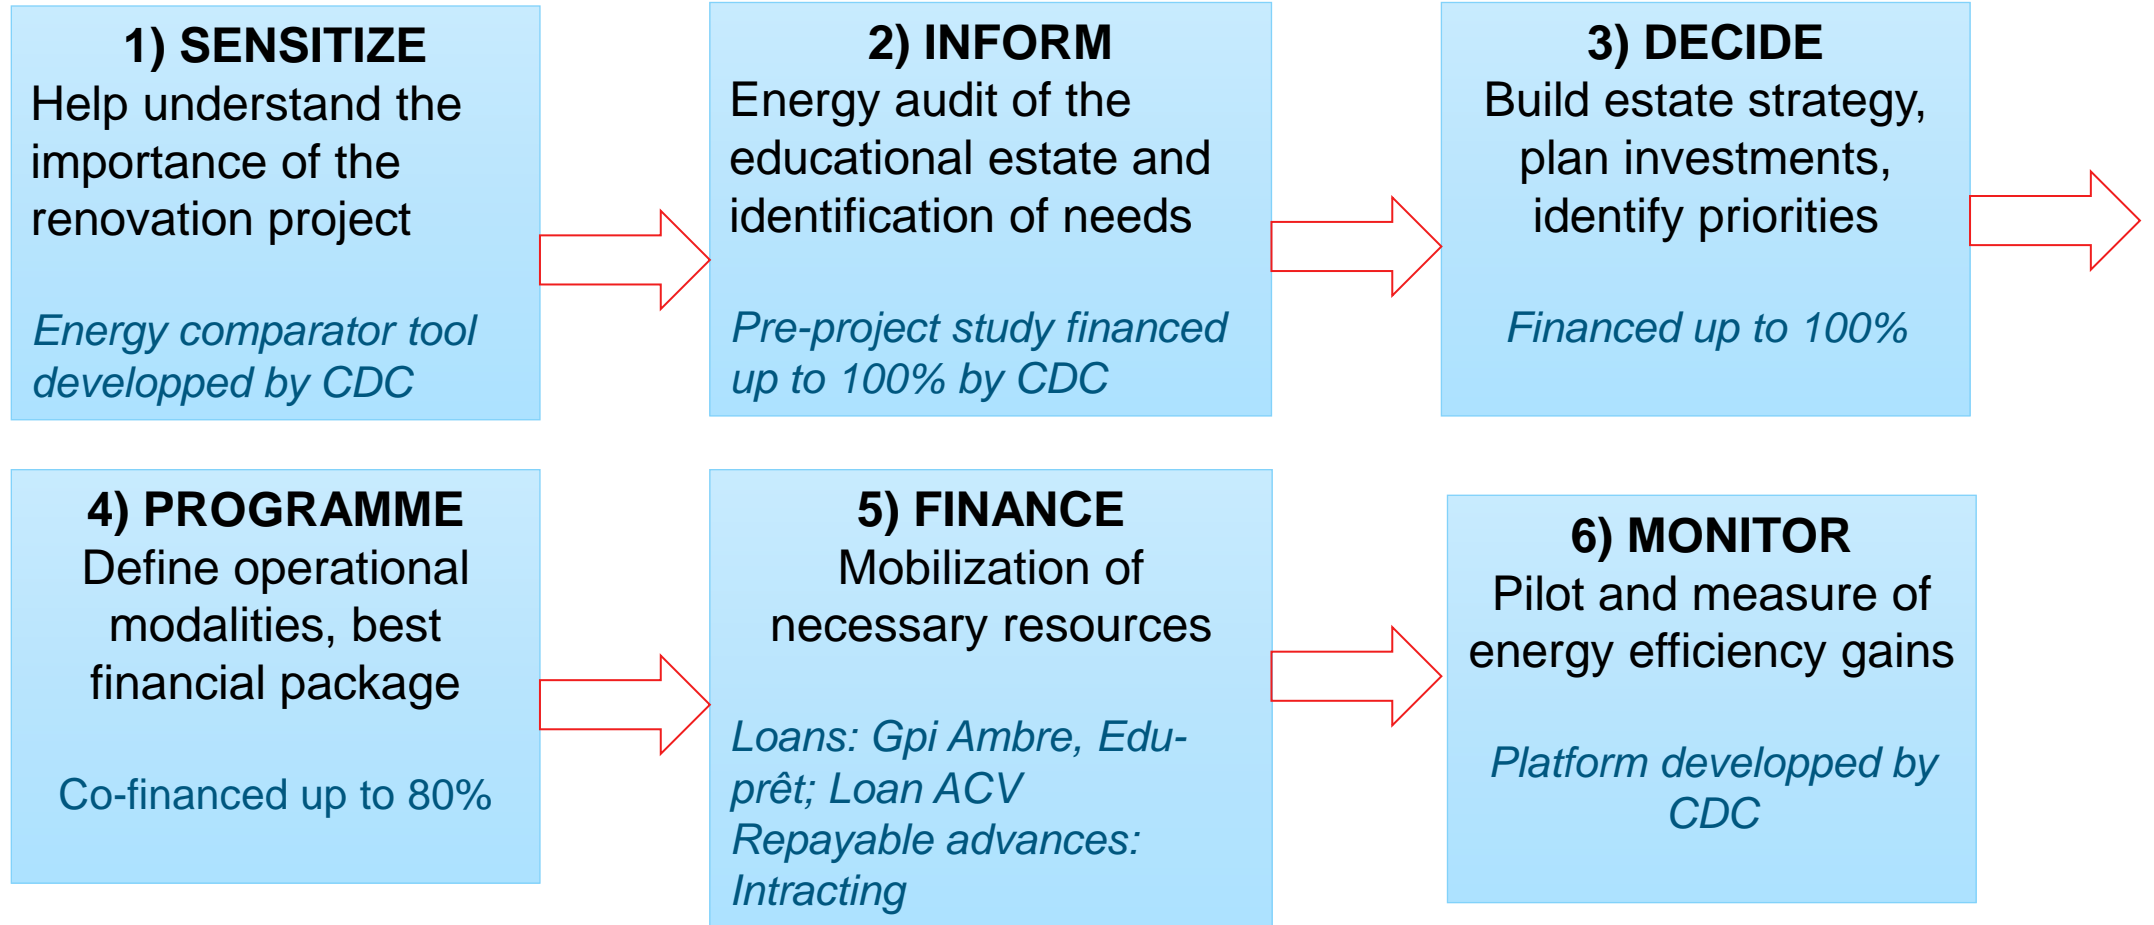 1) SENSITIZE
Help understand the
importance of the
renovation project
Energy comparator tool
developped by CDC
2) INFORM
Energy audit of the
educational estate and
identification of needs
Pre-project study financed
up to 100% by CDC
3) DECIDE
Build estate strategy,
plan investments,
identify priorities
Financed up to 100%
4) PROGRAMME
Define operational
modalities, best
financial package
Co-financed up to 80%
5) FINANCE
Mobilization of
necessary resources
Loans: Gpi Ambre, Edu-
prêt; Loan ACV
Repayable advances:
Intracting
6) MONITOR
Pilot and measure of
energy efficiency gains
Platform developped by
CDC